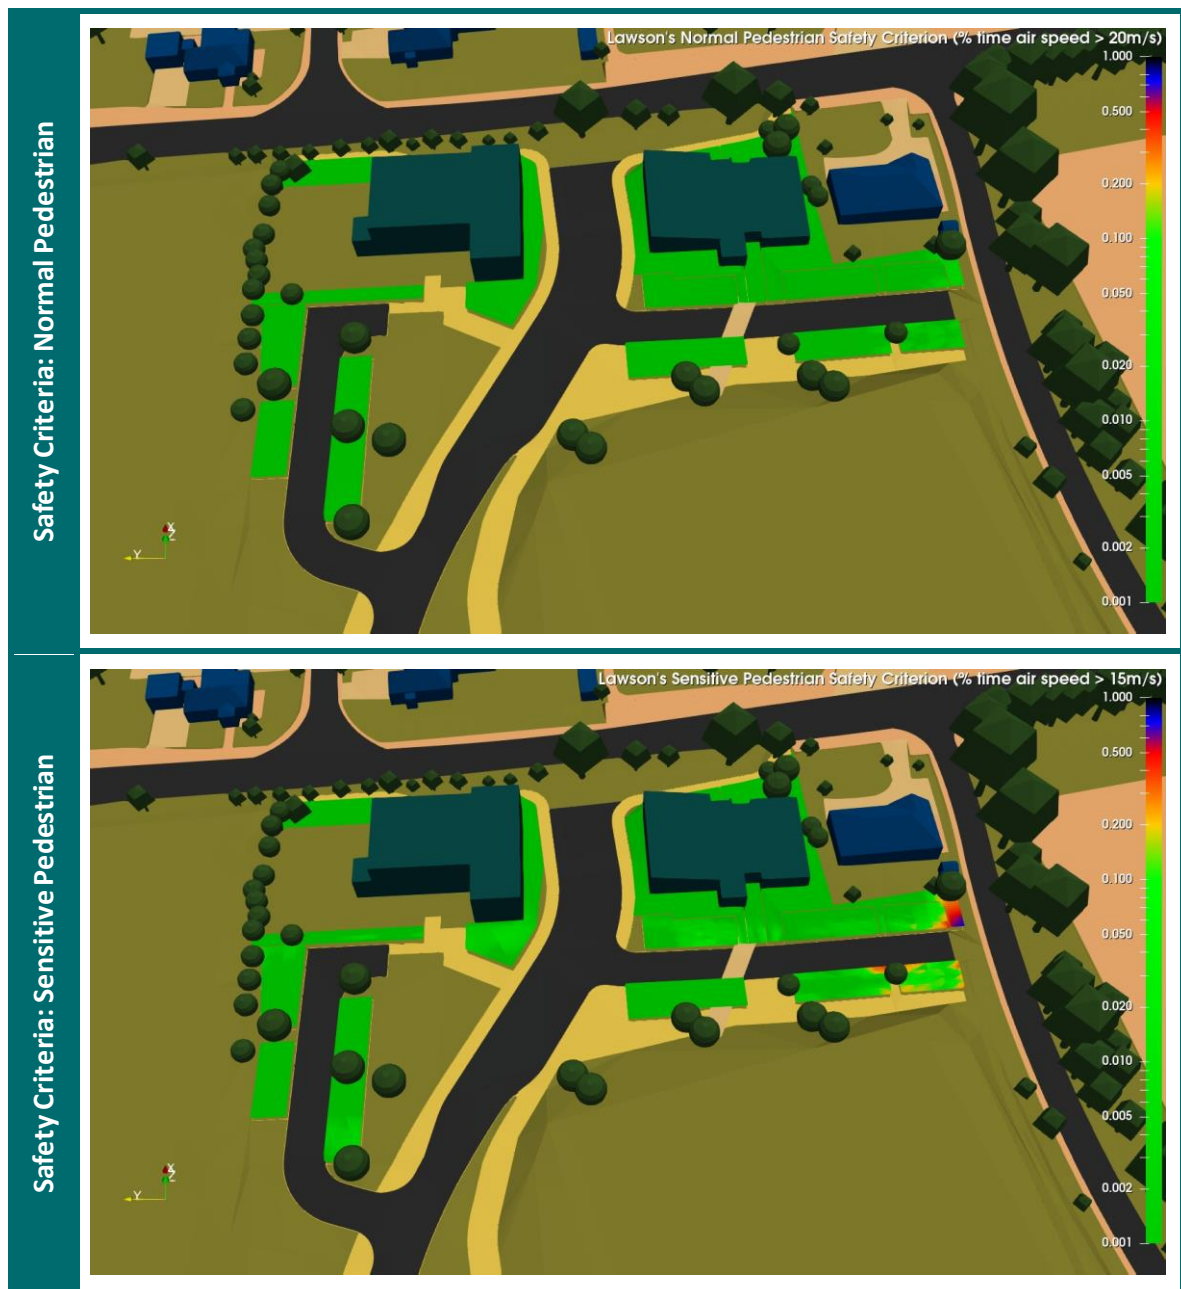 Safety Criteria: Normal Pedestrian
Lawson's Normal Pedestrian Safety Criterion (% time air speed > 20m/s)
1.000
0.500
0.200
0.100
0.050
0.020
0.010
0.005
0.002
0.001
X
Z
Y
Safety Criteria: Sensitive Pedestrian
Lawson's Sensitive Pedestrian Safety Criterion (% time air speed > 15m/s)
1.000
0.500
0.200
0.100
0.050
0.020
0.010
0.005
0.002
0.001
X
Z
Y